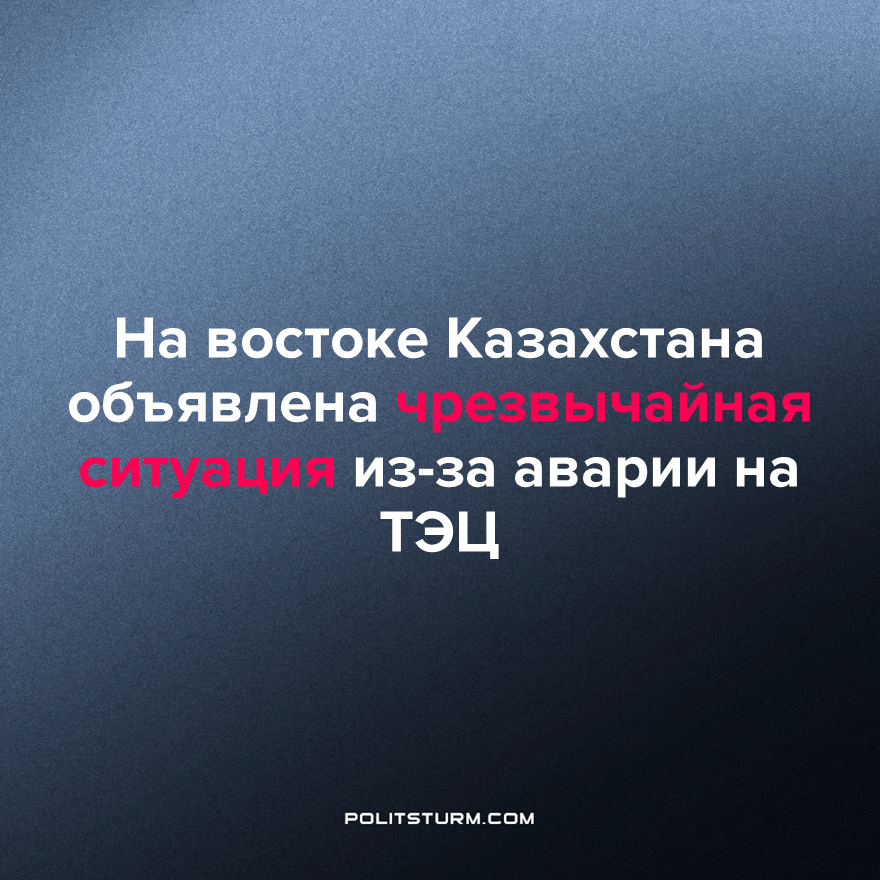 На востоке Казахстана
объявлена чрезвычайная
ситуация из-за аварии на
ТЭЦ
POLITSTURM.COM